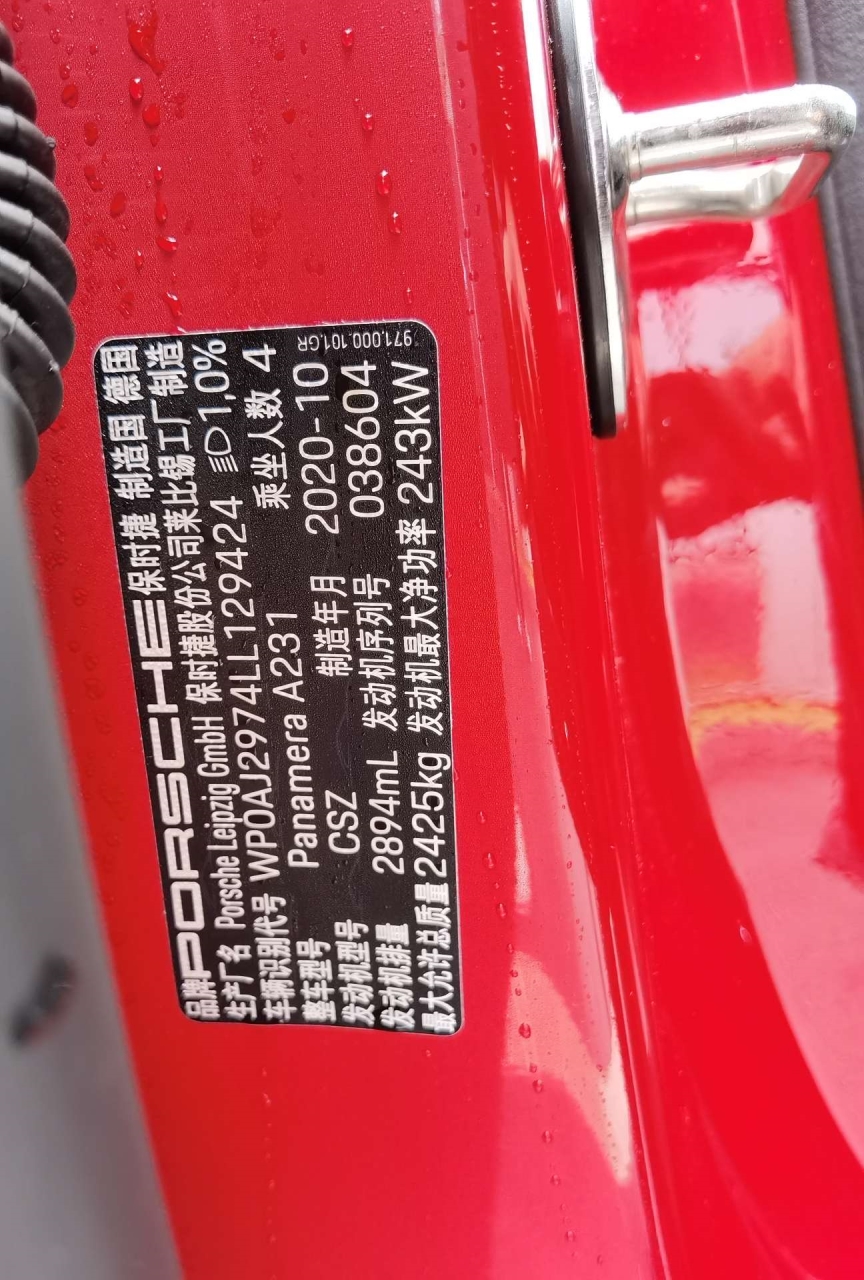 品牌 PORSCHE 保时捷 制造国 德国
生产厂名 Porsche Leipzig GmbH 保时捷股份公司莱比锡工厂制造
车辆识别代号 WP0AJ2974LL129424 1,0%
整车型号 Panamera A231 乘坐人数 4
发动机型号 CSZ 制造年月 2020-10
发动机排量 2894mL 发动机序列号 038604
最大允许总质量 2425kg 发动机最大净功率 243kW
971.000.101.GR